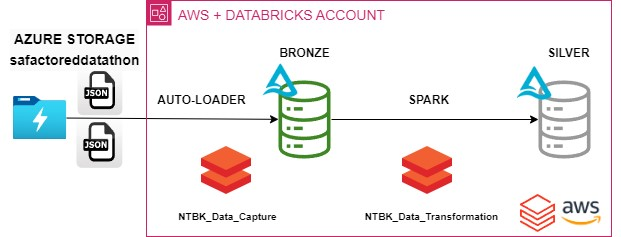 AWS + DATABRICKS ACCOUNT
AZURE STORAGE
safactoreddatathon
JSON
JSON
BRONZE
SILVER
AUTO-LOADER
SPARK
NTBK_Data_Capture
NTBK_Data_Transformation
aws